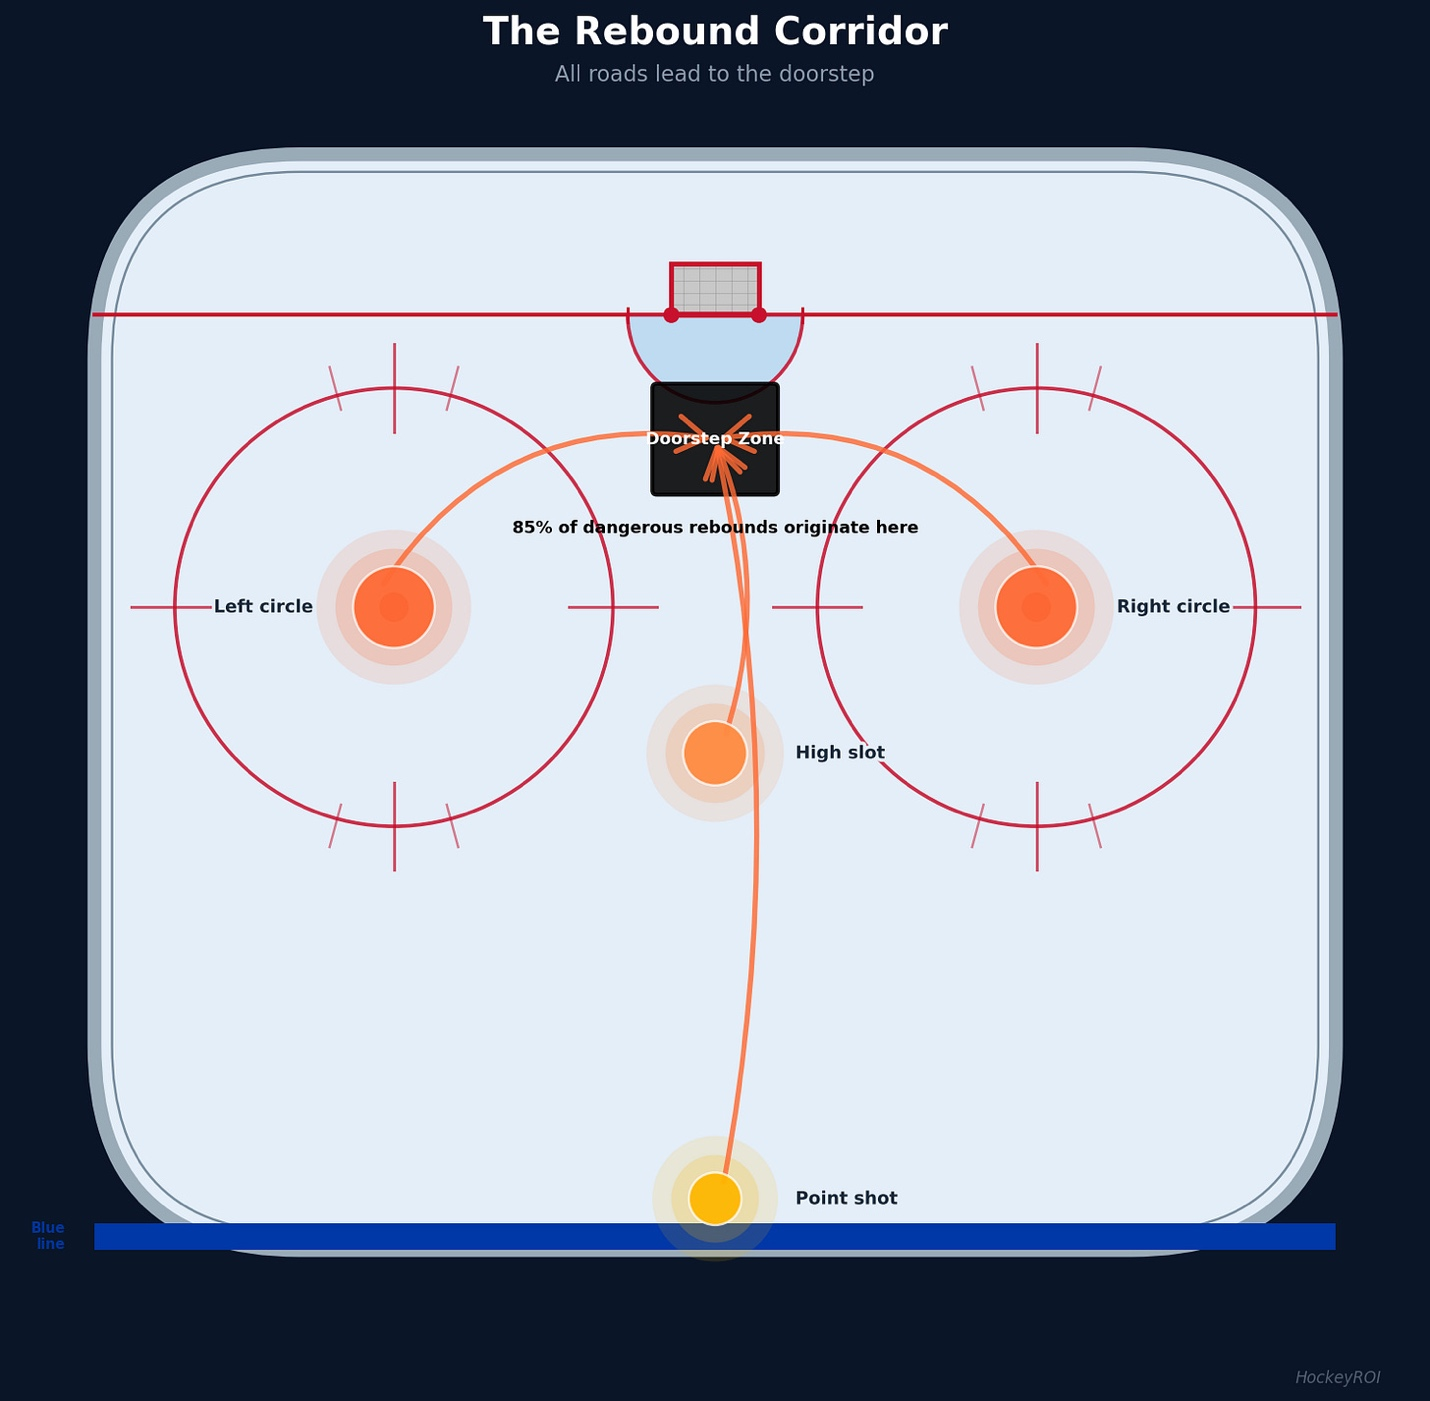 The Rebound Corridor
All roads lead to the doorstep
Doorstep Zone
85% of dangerous rebounds originate here
Left circle
Right circle
High slot
Point shot
Blue
line
HockeyROI